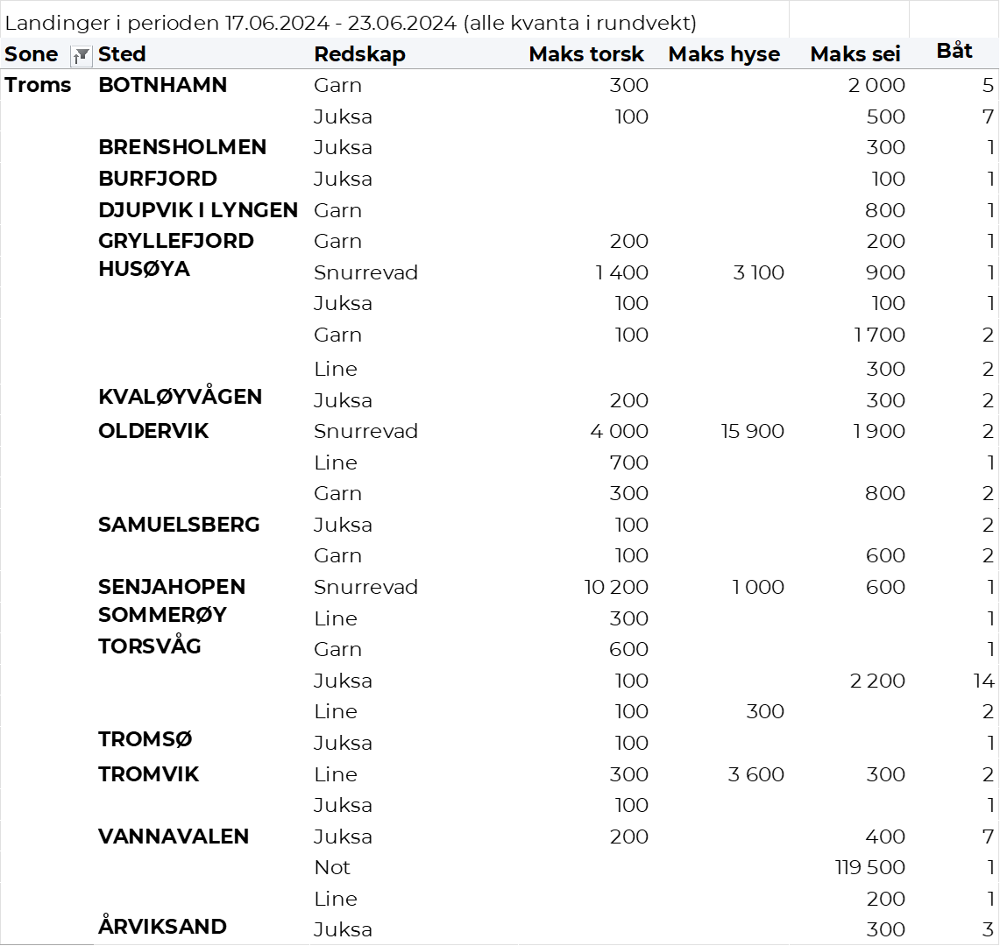 Landinger i perioden 17.06.2024 - 23.06.2024 (alle kvanta i rundvekt)
Sone Sted Redskap Maks torsk Maks hyse Maks sei Båt
Troms BOTNHAMN Garn 300 2 000 5
Juksa 100 500 7
BRENSHOLMEN Juksa 300 1
BURFJORD Juksa 100 1
DJUPVIK I LYNGEN Garn 800 1
GRYLLEFJORD Garn 200 200 1
HUSØYA Snurrevad 1 400 3 100 900 1
Juksa 100 100 1
Garn 100 1 700 2
Line 300 2
KVALØYVÅGEN Juksa 200 300 2
OLDERVIK Snurrevad 4 000 15 900 1 900 2
Line 700 1
Garn 300 800 2
SAMUELSBERG Juksa 100 2
Garn 100 600 2
SENJAHOPEN Snurrevad 10 200 1 000 600 1
SOMMERØY Line 300 1
TORSVÅG Garn 600 1
Juksa 100 2 200 14
Line 100 300 2
TROMSØ Juksa 100 1
TROMVIK Line 300 3 600 300 2
Juksa 100 1
VANNAVALEN Juksa 200 400 7
Not 119 500 1
Line 200 1
ÅRVIKSAND Juksa 300 3